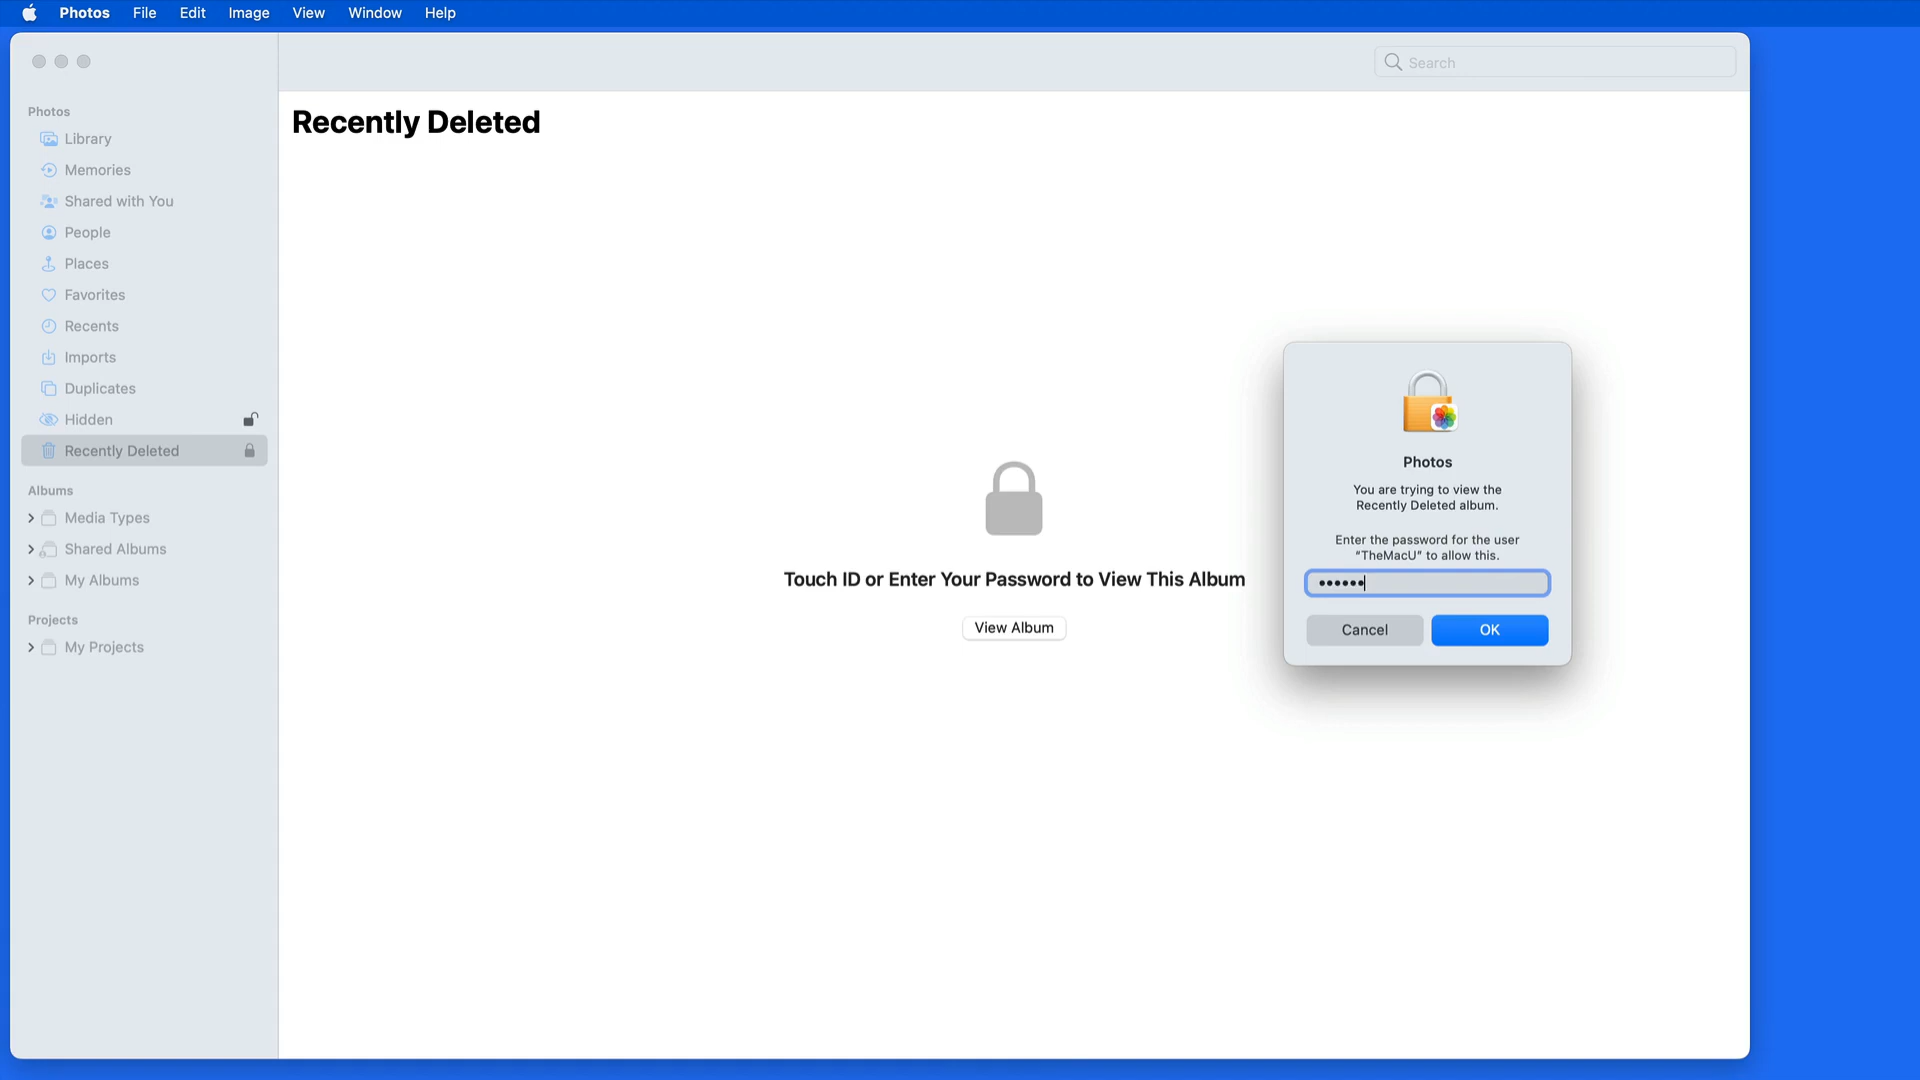 Photos File Edit Image View Window Help
Search
Photos
Library
Memories
Shared with You
People
Places
Favorites
Recents
Imports
Duplicates
Hidden
Recently Deleted
Albums
Media Types
Shared Albums
My Albums
Projects
My Projects
Recently Deleted
Touch ID or Enter Your Password to View This Album
View Album
Photos
You are trying to view the
Recently Deleted album.
Enter the password for the user
"TheMacU" to allow this.
••••••
Cancel OK